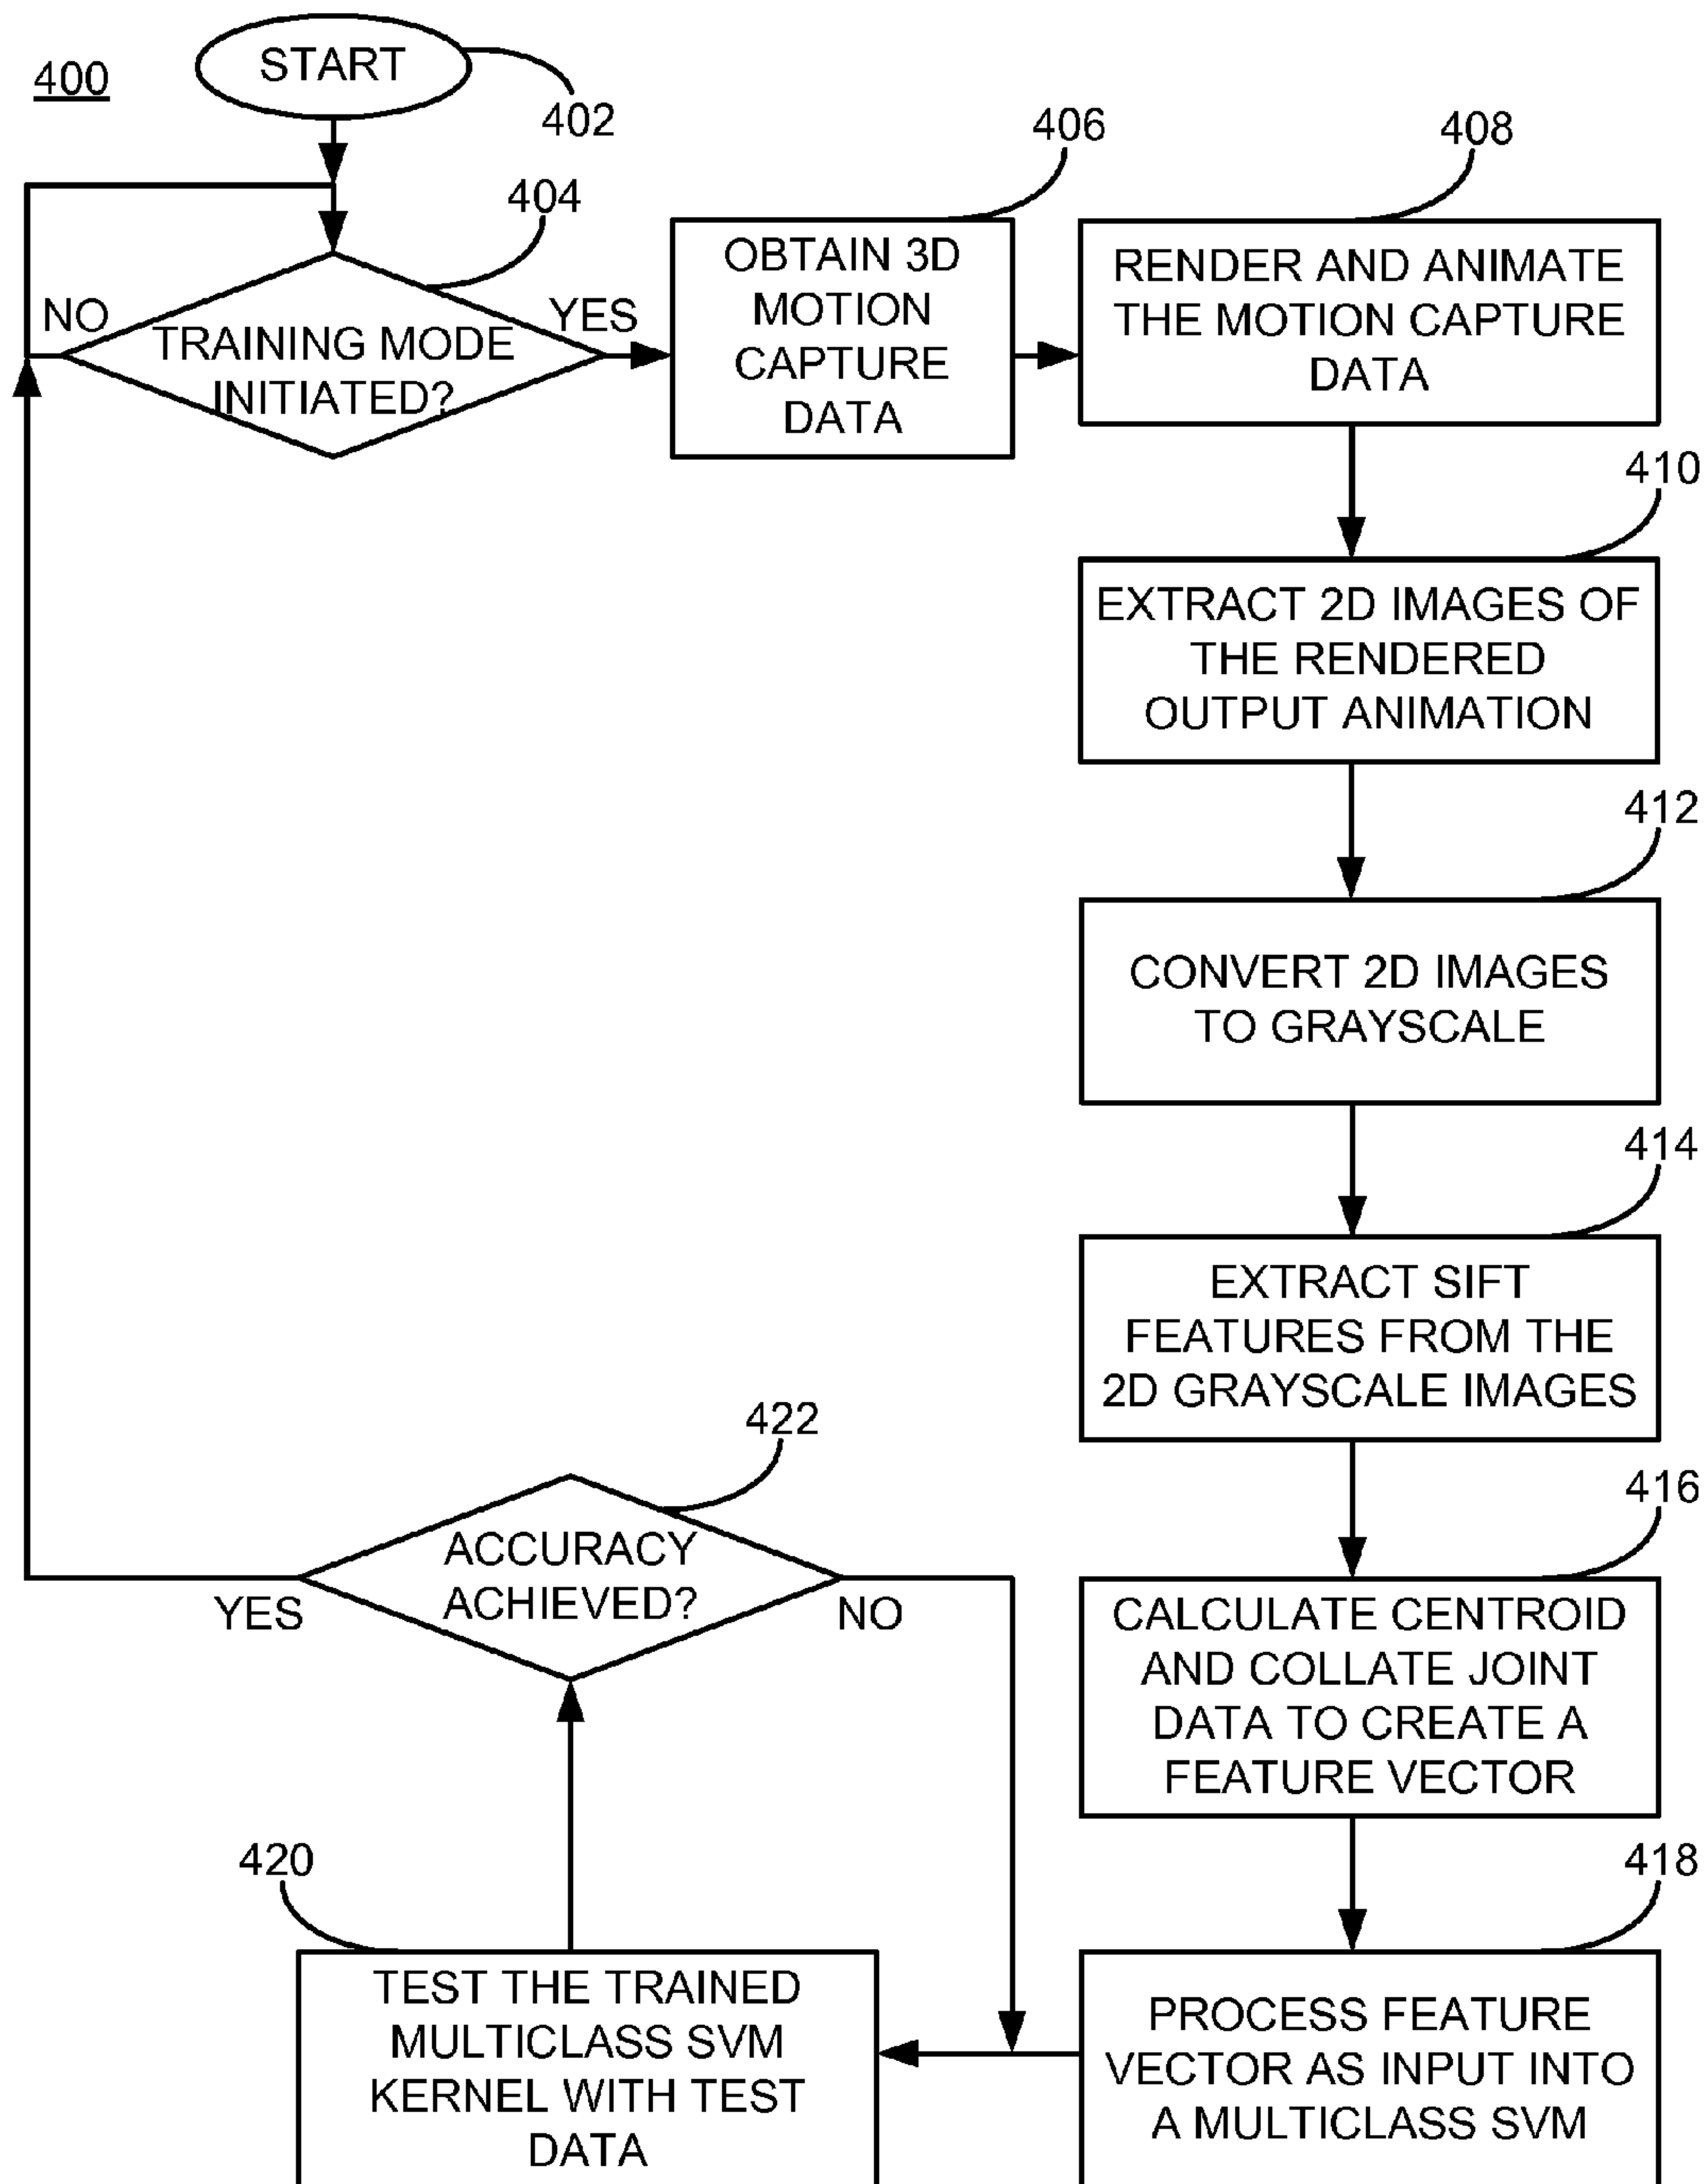 400
START
402
404
NO
YES
TRAINING MODE
INITIATED?
406
OBTAIN 3D
MOTION
CAPTURE
DATA
408
RENDER AND ANIMATE
THE MOTION CAPTURE
DATA
410
EXTRACT 2D IMAGES OF
THE RENDERED
OUTPUT ANIMATION
412
CONVERT 2D IMAGES
TO GRAYSCALE
414
EXTRACT SIFT
FEATURES FROM THE
2D GRAYSCALE IMAGES
416
CALCULATE CENTROID
AND COLLATE JOINT
DATA TO CREATE A
FEATURE VECTOR
418
PROCESS FEATURE
VECTOR AS INPUT INTO
A MULTICLASS SVM
420
TEST THE TRAINED
MULTICLASS SVM
KERNEL WITH TEST
DATA
422
ACCURACY
ACHIEVED?
YES
NO